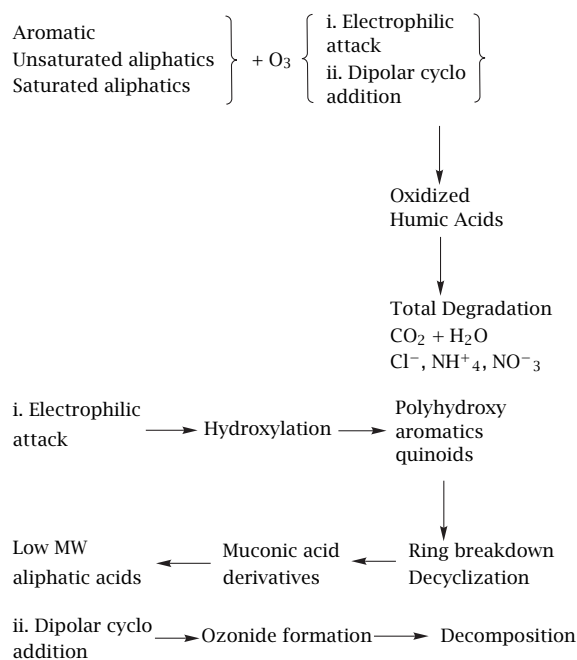 Aromatic
Unsaturated aliphatics
Saturated aliphatics
+ O₃
i. Electrophilic
attack
ii. Dipolar cyclo
addition
Oxidized
Humic Acids
Total Degradation
CO₂ + H₂O
Cl⁻, NH⁺₄, NO⁻₃
i. Electrophilic
attack
Hydroxylation
Polyhydroxy
aromatics
quinoids
Low MW
aliphatic acids
Muconic acid
derivatives
Ring breakdown
Decyclization
ii. Dipolar cyclo
addition
Ozonide formation
Decomposition